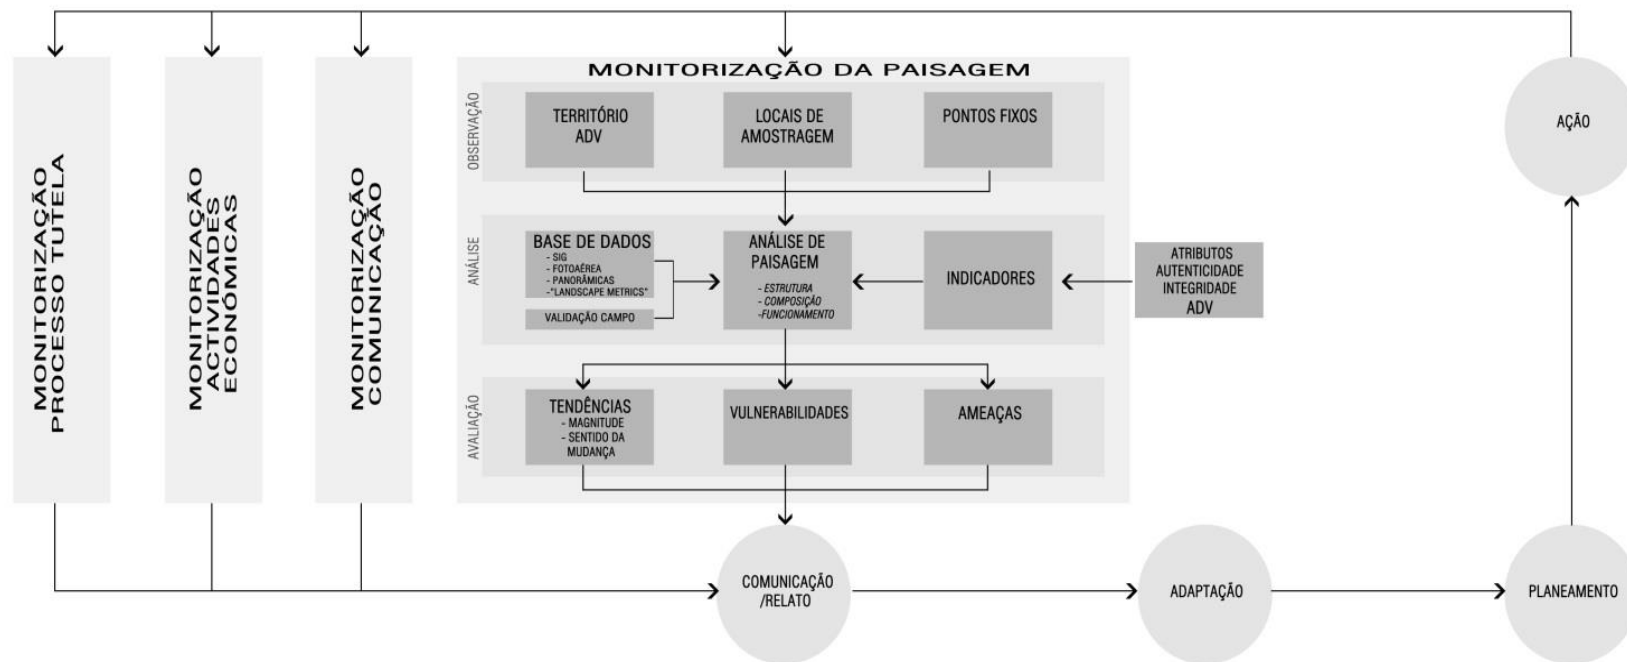 MONITORIZAÇÃO
PROCESSO TUTELA
MONITORIZAÇÃO
ACTIVIDADES
ECONÓMICAS
MONITORIZAÇÃO
COMUNICAÇÃO
MONITORIZAÇÃO DA PAISAGEM
OBSERVAÇÃO
TERRITÓRIO
ADV
LOCAIS DE
AMOSTRAGEM
PONTOS FIXOS
ANÁLISE
BASE DE DADOS
- SIG
- FOTOAÉREA
- PANORÂMICAS
-"LANDSCAPE METRICS"
VALIDAÇÃO CAMPO
ANÁLISE DE
PAISAGEM
- ESTRUTURA
- COMPOSIÇÃO
-FUNCIONAMENTO
INDICADORES
ATRIBUTOS
AUTENTICIDADE
INTEGRIDADE
ADV
AVALIAÇÃO
TENDÊNCIAS
- MAGNITUDE
- SENTIDO DA
MUDANÇA
VULNERABILIDADES
AMEAÇAS
COMUNICAÇÃO
/RELATO
ADAPTAÇÃO
PLANEAMENTO
AÇÃO